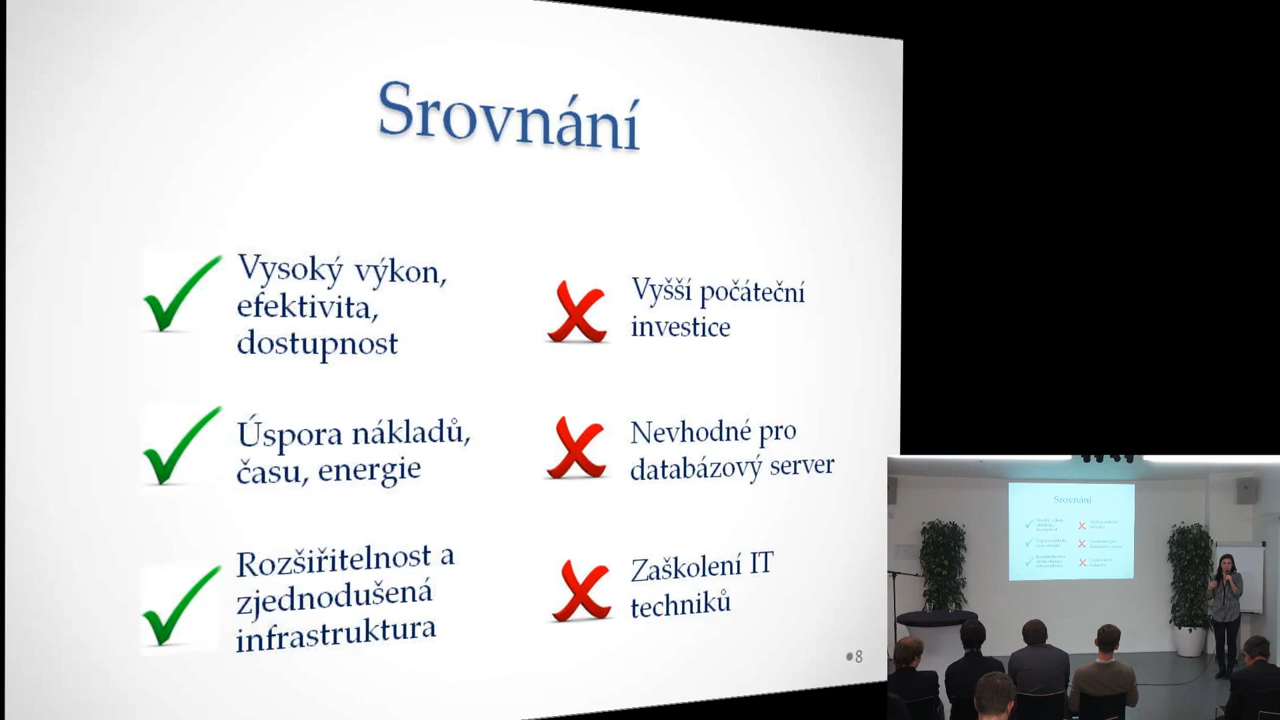 Srovnání
Vysoký výkon,
efektivita,
dostupnost
Úspora nákladů,
času, energie
Rozšiřitelnost a
zjednodušená
infrastruktura
Vyšší počáteční
investice
Nevhodné pro
databázový server
Zaškolení IT
techniků
8
Srovnání